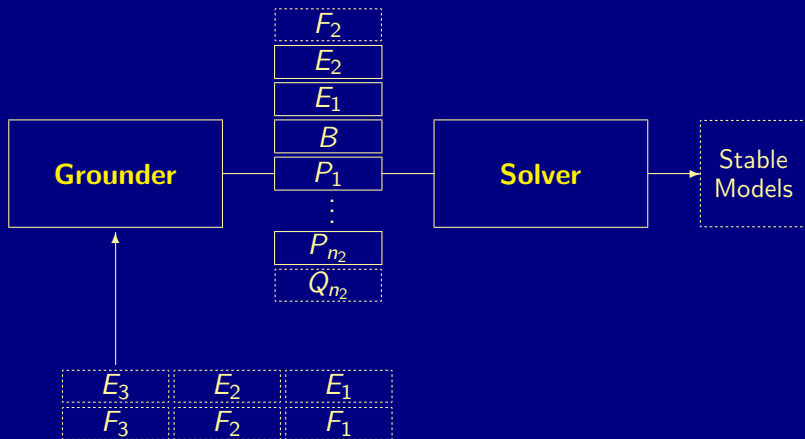 F₂
E₂
E₁
B
Grounder
P₁
Solver
Stable
Models
⋮
Pₙ₂
Qₙ₂
E₃ E₂ E₁
F₃ F₂ F₁